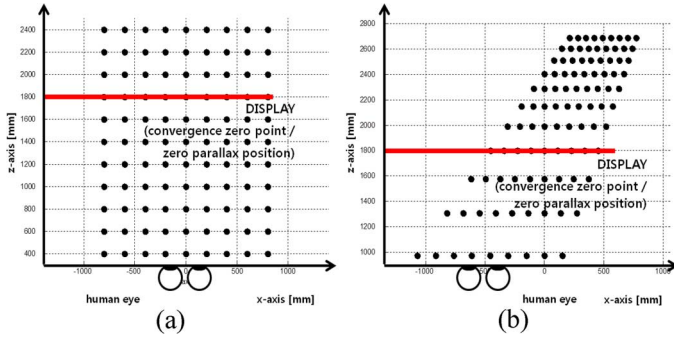 2400
2200
2000
1800
1600
1400
1200
1000
800
600
400
z-axis [mm]
DISPLAY
(convergence zero point /
zero parallax position)
-1000
-500
0
500
1000
human eye
x-axis [mm]
(a)
2800
2600
2400
2200
2000
1800
1600
1400
1200
1000
z-axis [mm]
DISPLAY
(convergence zero point /
zero parallax position)
-1000
-500
0
500
1000
human eye
x-axis [mm]
(b)